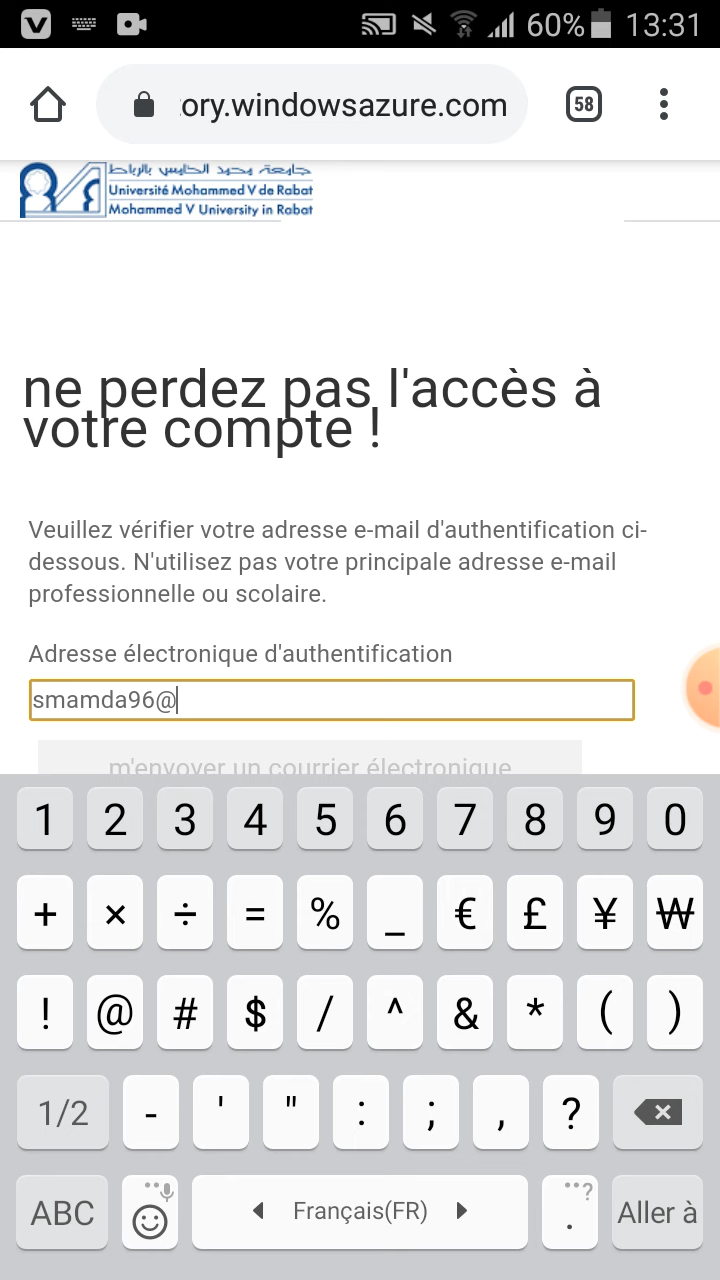 60% 13:31
ory.windowsazure.com 58
جامعة محمد الخامس بالرباط
Université Mohammed V de Rabat
Mohammed V University in Rabat
ne perdez pas l'accès à
votre compte !
Veuillez vérifier votre adresse e-mail d'authentification ci-
dessous. N'utilisez pas votre principale adresse e-mail
professionnelle ou scolaire.
Adresse électronique d'authentification
smamda96@
m'envoyer un courrier électronique
1 2 3 4 5 6 7 8 9 0
+ × ÷ = % _ € £ ¥ ₩
! @ # $ / ^ & * ( )
1/2 - ' " : ; , ?
ABC Français(FR) . Aller à